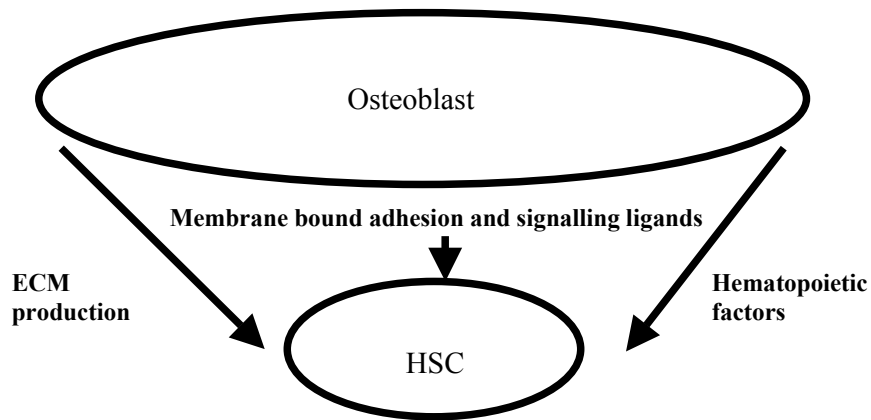 Osteoblast
Membrane bound adhesion and signalling ligands
ECM
production
Hematopoietic
factors
HSC